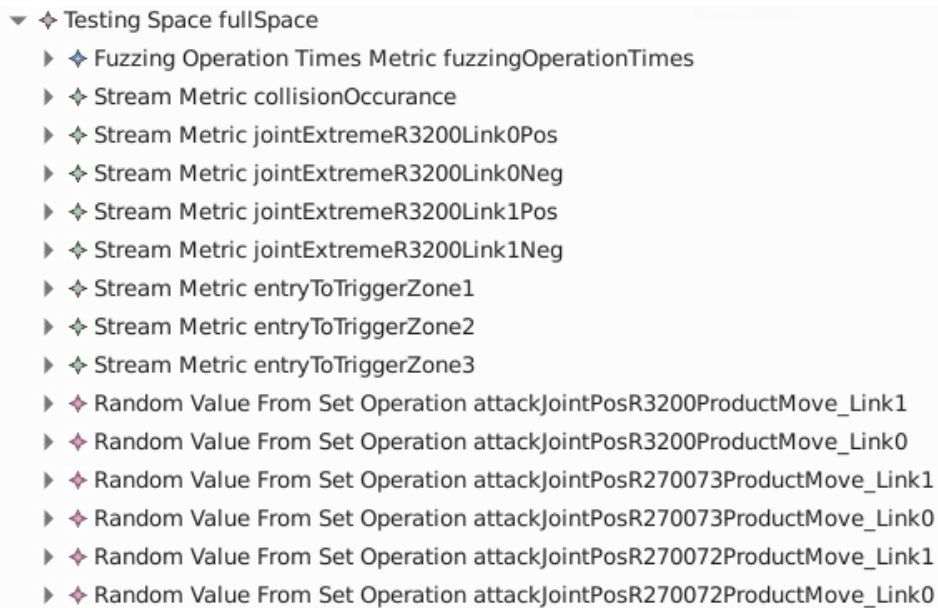 Testing Space fullSpace
Fuzzing Operation Times Metric fuzzingOperationTimes
Stream Metric collisionOccurance
Stream Metric jointExtremeR3200Link0Pos
Stream Metric jointExtremeR3200Link0Neg
Stream Metric jointExtremeR3200Link1Pos
Stream Metric jointExtremeR3200Link1Neg
Stream Metric entryToTriggerZone1
Stream Metric entryToTriggerZone2
Stream Metric entryToTriggerZone3
Random Value From Set Operation attackJointPosR3200ProductMove_Link1
Random Value From Set Operation attackJointPosR3200ProductMove_Link0
Random Value From Set Operation attackJointPosR270073ProductMove_Link1
Random Value From Set Operation attackJointPosR270073ProductMove_Link0
Random Value From Set Operation attackJointPosR270072ProductMove_Link1
Random Value From Set Operation attackJointPosR270072ProductMove_Link0